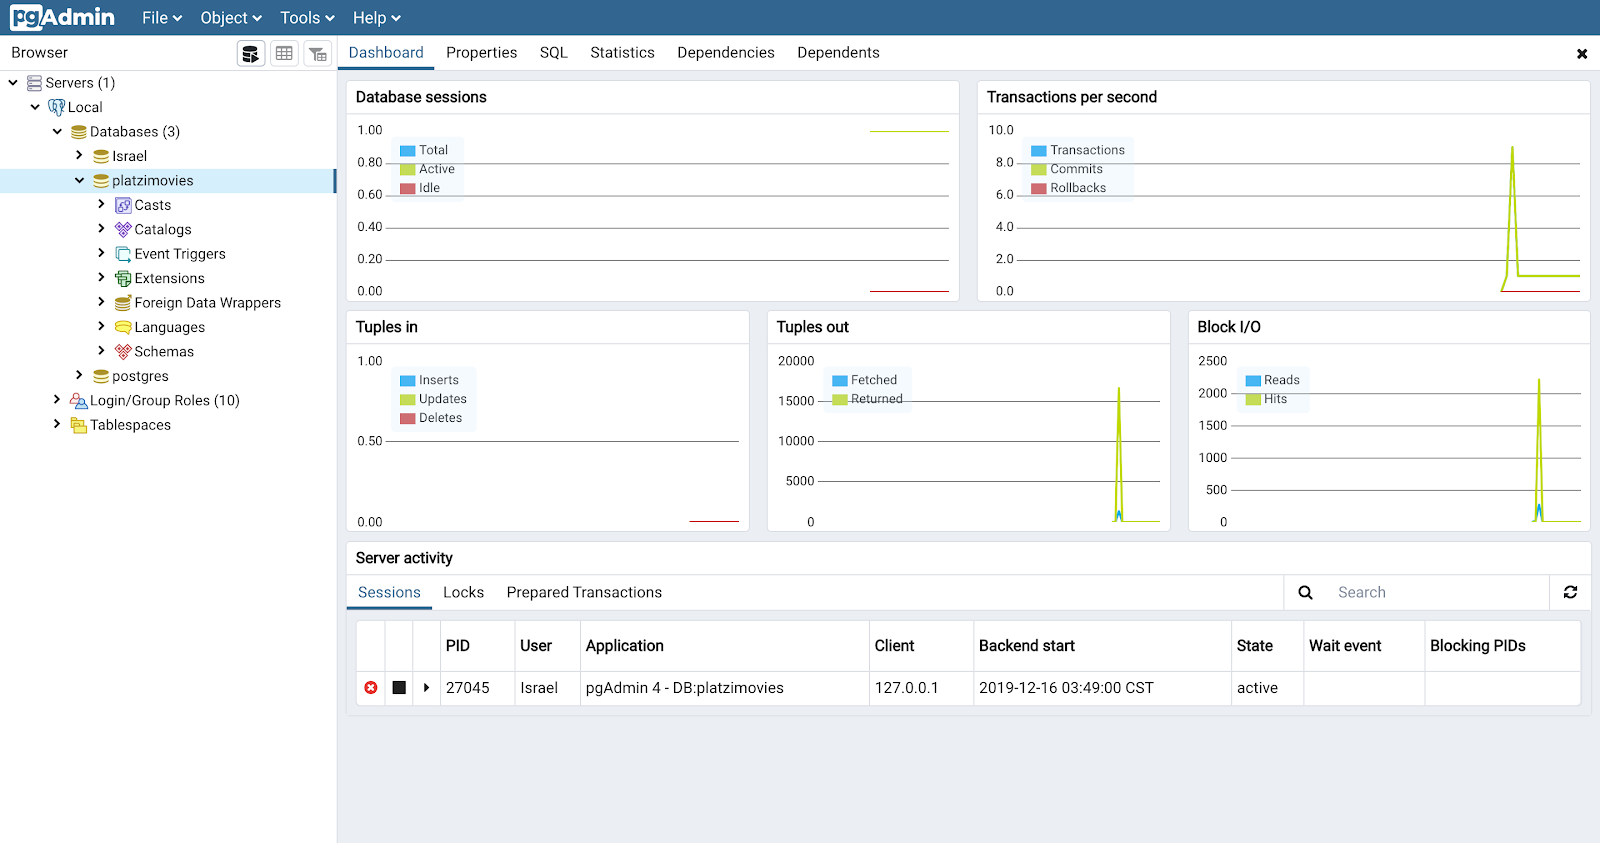 pgAdmin File Object Tools Help
Browser
Dashboard Properties SQL Statistics Dependencies Dependents
Servers (1)
Local
Databases (3)
Israel
platzimovies
Casts
Catalogs
Event Triggers
Extensions
Foreign Data Wrappers
Languages
Schemas
postgres
Login/Group Roles (10)
Tablespaces
Database sessions
1.00
0.80
0.60
0.40
0.20
0.00
Total
Active
Idle
Transactions per second
10.0
8.0
6.0
4.0
2.0
0.0
Transactions
Commits
Rollbacks
Tuples in
1.00
0.50
0.00
Inserts
Updates
Deletes
Tuples out
20000
15000
10000
5000
0
Fetched
Returned
Block I/O
2500
2000
1500
1000
500
0
Reads
Hits
Server activity
Sessions Locks Prepared Transactions Search
PID User Application Client Backend start State Wait event Blocking PIDs
27045 Israel pgAdmin 4 - DB:platzimovies 127.0.0.1 2019-12-16 03:49:00 CST active